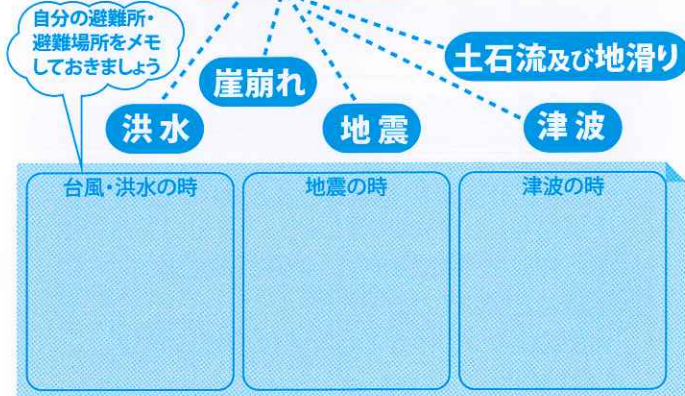 自分の避難所・
避難場所をメモ
しておきましょう
土石流及び地滑り
崖崩れ
洪水
地震
津波
台風・洪水の時
地震の時
津波の時